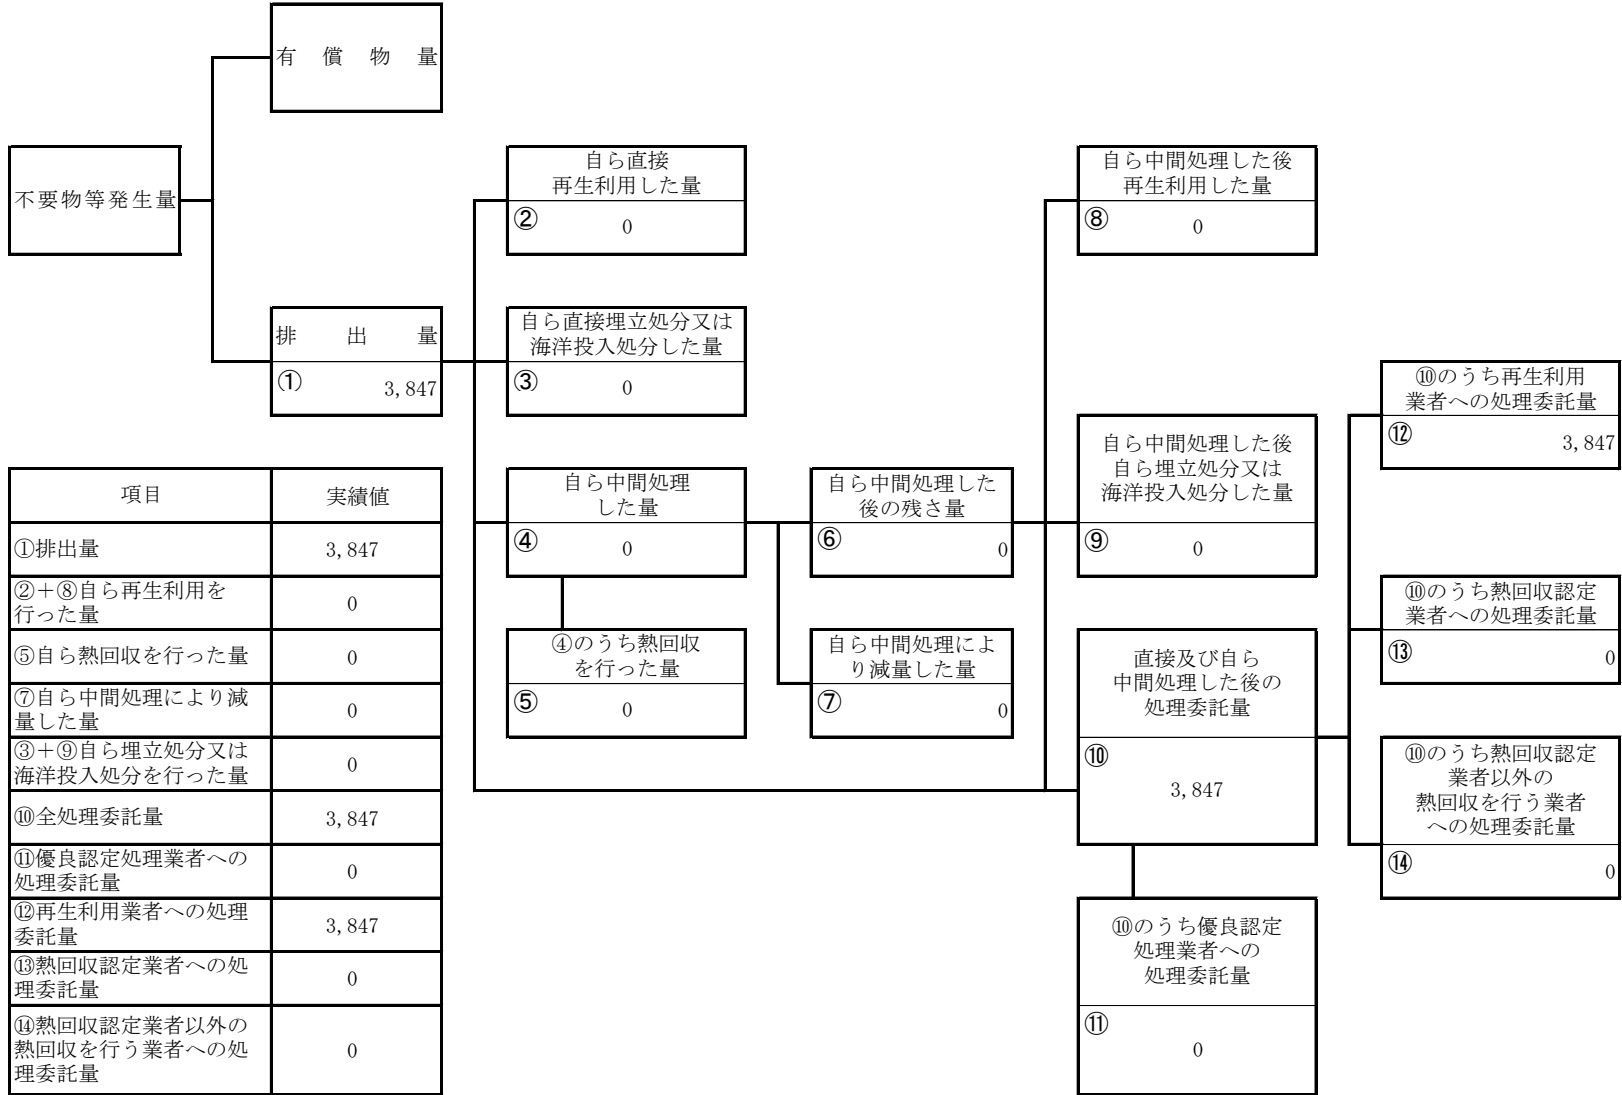 有償物量
不要物等発生量
排出量
① 3,847
自ら直接
再生利用した量
② 0
自ら直接埋立処分又は
海洋投入処分した量
③ 0
自ら中間処理
した量
④ 0
④のうち熱回収
を行った量
⑤ 0
自ら中間処理した
後の残さ量
⑥ 0
自ら中間処理によ
り減量した量
⑦ 0
自ら中間処理した後
再生利用した量
⑧ 0
自ら中間処理した後
自ら埋立処分又は
海洋投入処分した量
⑨ 0
直接及び自ら
中間処理した後の
処理委託量
⑩
3,847
⑩のうち優良認定
処理業者への
処理委託量
⑪
0
⑩のうち再生利用
業者への処理委託量
⑫ 3,847
⑩のうち熱回収認定
業者への処理委託量
⑬ 0
⑩のうち熱回収認定
業者以外の
熱回収を行う業者
への処理委託量
⑭ 0
項目 実績値
①排出量 3,847
②+⑧自ら再生利用を
行った量 0
⑤自ら熱回収を行った量 0
⑦自ら中間処理により減
量した量 0
③+⑨自ら埋立処分又は
海洋投入処分を行った量 0
⑩全処理委託量 3,847
⑪優良認定処理業者への
処理委託量 0
⑫再生利用業者への処理
委託量 3,847
⑬熱回収認定業者への処
理委託量 0
⑭熱回収認定業者以外の
熱回収を行う業者への処
理委託量 0